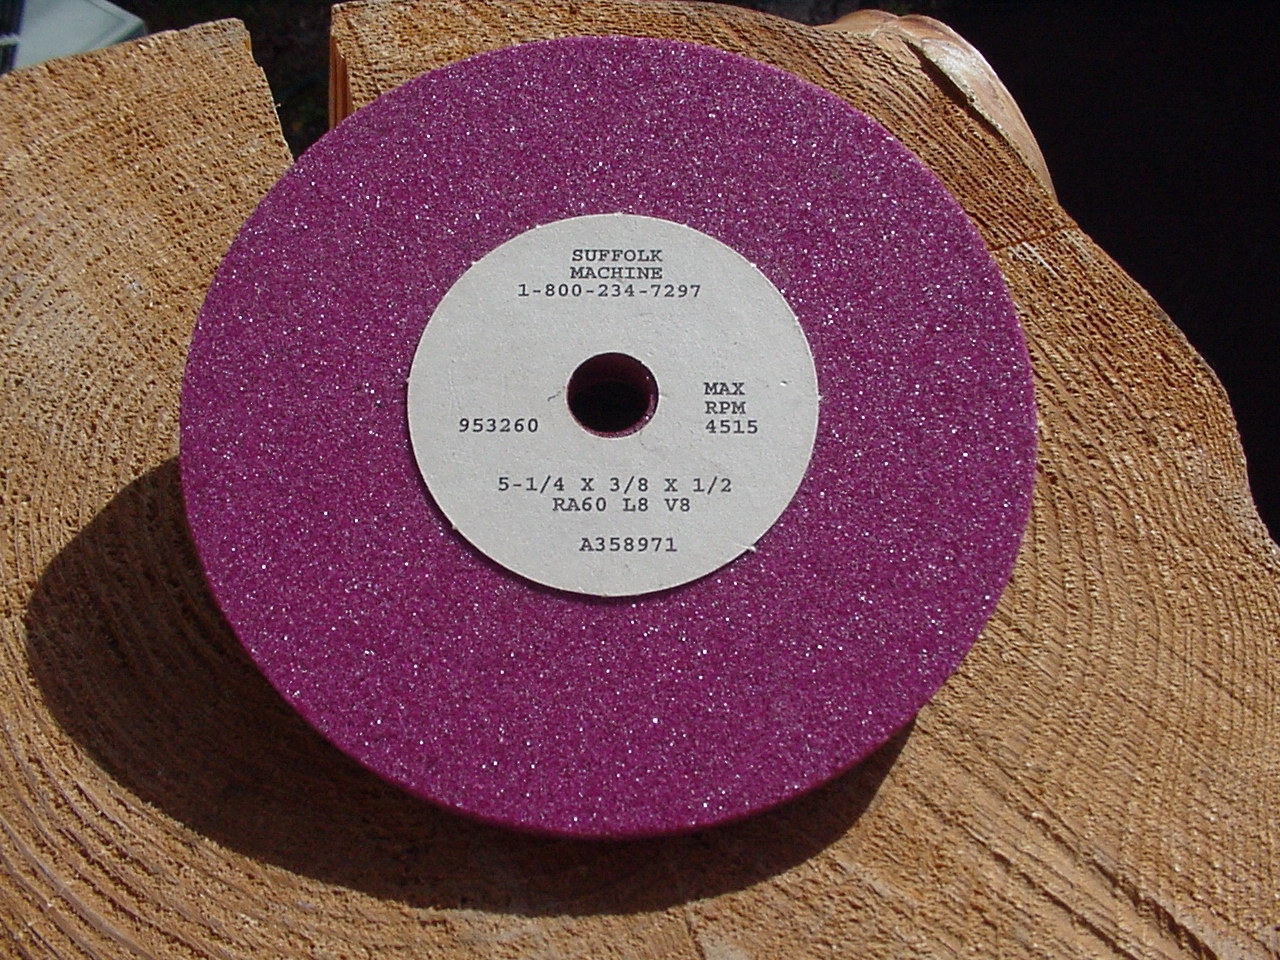 SUFFOLK
MACHINE
1-800-234-7297
MAX
RPM
953260 4515
5-1/4 X 3/8 X 1/2
RA60 L8 V8
A358971